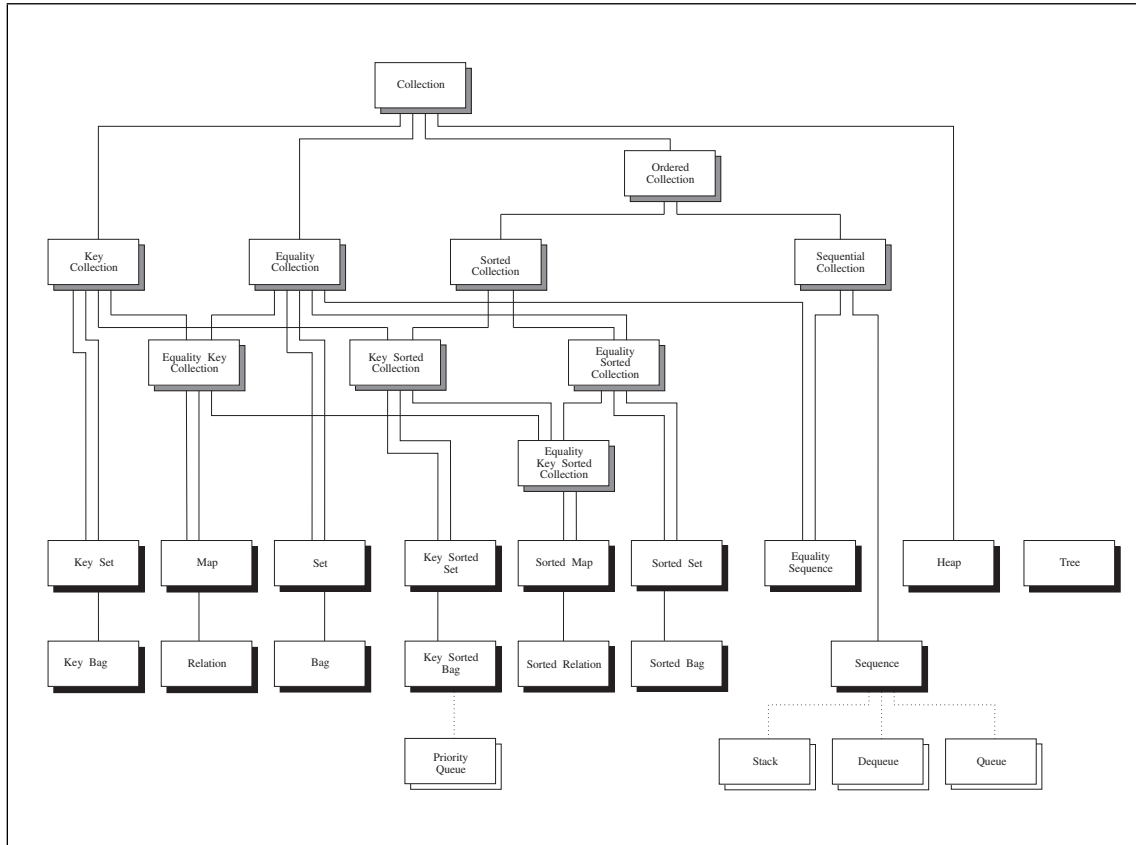 Collection
Ordered
Collection
Key
Collection
Equality
Collection
Sorted
Collection
Sequential
Collection
Equality Key
Collection
Key Sorted
Collection
Equality
Sorted
Collection
Equality
Key Sorted
Collection
Key Set
Map
Set
Key Sorted
Set
Sorted Map
Sorted Set
Equality
Sequence
Heap
Tree
Key Bag
Relation
Bag
Key Sorted
Bag
Sorted Relation
Sorted Bag
Sequence
Priority
Queue
Stack
Dequeue
Queue